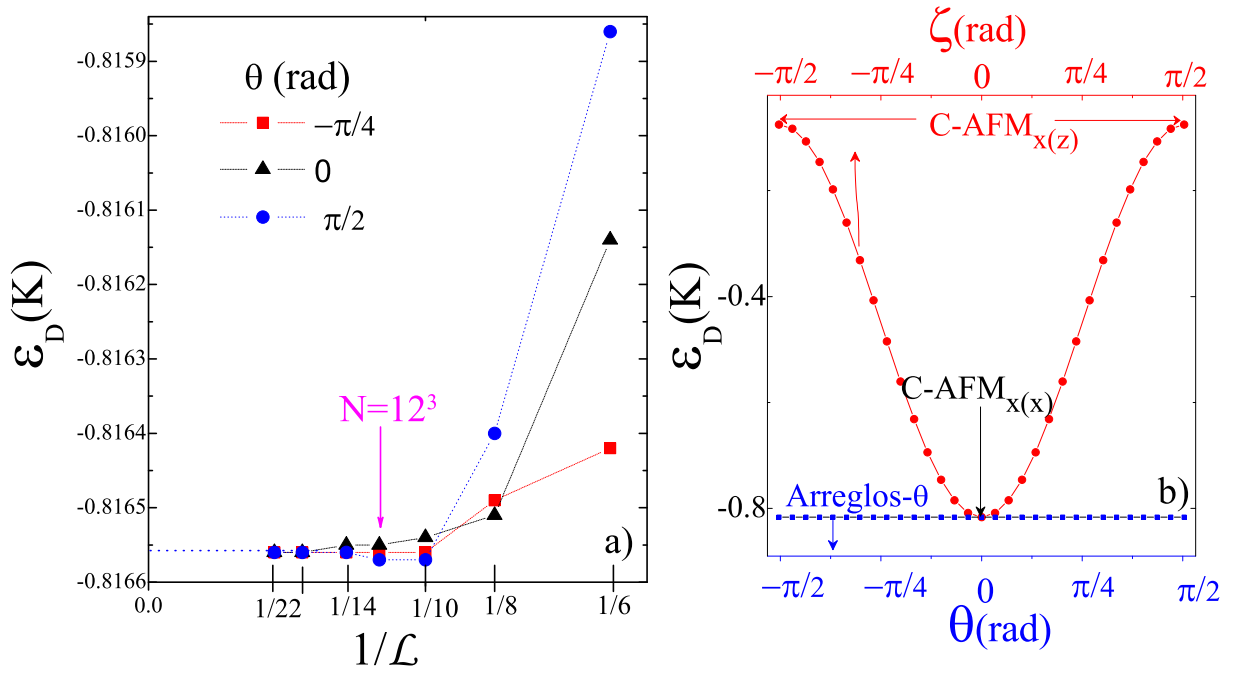 θ (rad)
−π/4
0
π/2
-0.8159
-0.8160
-0.8161
-0.8162
-0.8163
-0.8164
-0.8165
-0.8166
ε_D (K)
N=12³
a)
0.0
1/22
1/14
1/10
1/8
1/6
1/ℒ
ζ(rad)
−π/2
−π/4
0
π/4
π/2
C-AFM_x(z)
-0.4
-0.8
ε_D (K)
C-AFM_x(x)
Arreglos-θ
b)
−π/2
−π/4
0
π/4
π/2
θ(rad)